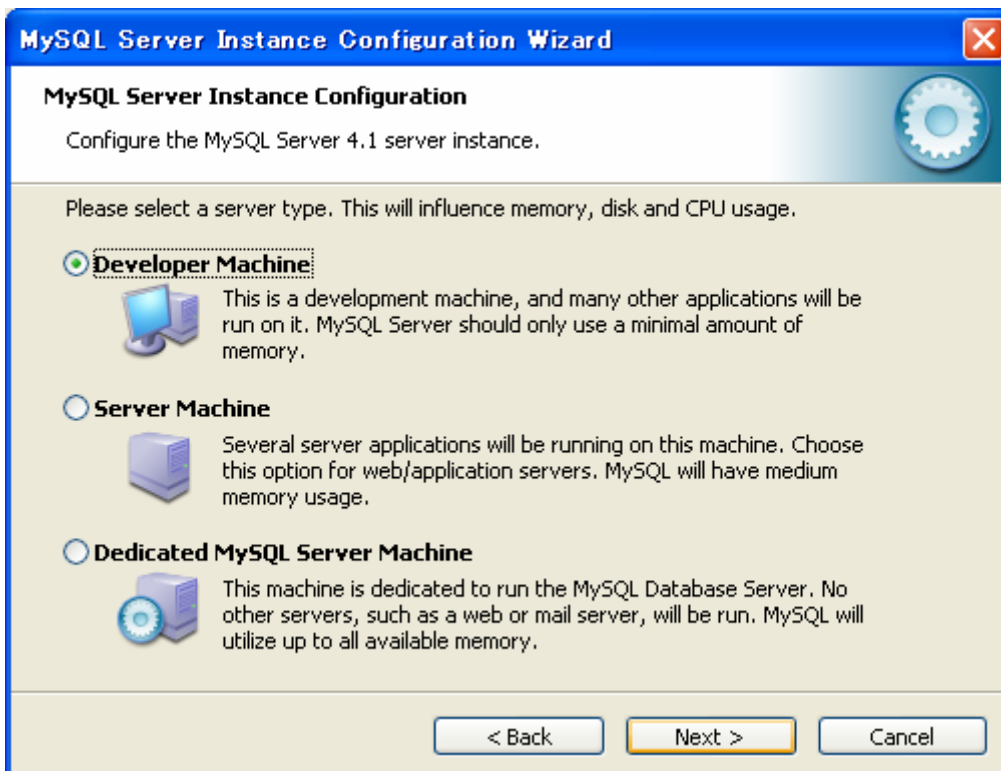 MySQL Server Instance Configuration Wizard
MySQL Server Instance Configuration
Configure the MySQL Server 4.1 server instance.
Please select a server type. This will influence memory, disk and CPU usage.
Developer Machine
This is a development machine, and many other applications will be
run on it. MySQL Server should only use a minimal amount of
memory.
Server Machine
Several server applications will be running on this machine. Choose
this option for web/application servers. MySQL will have medium
memory usage.
Dedicated MySQL Server Machine
This machine is dedicated to run the MySQL Database Server. No
other servers, such as a web or mail server, will be run. MySQL will
utilize up to all available memory.
< Back Next > Cancel